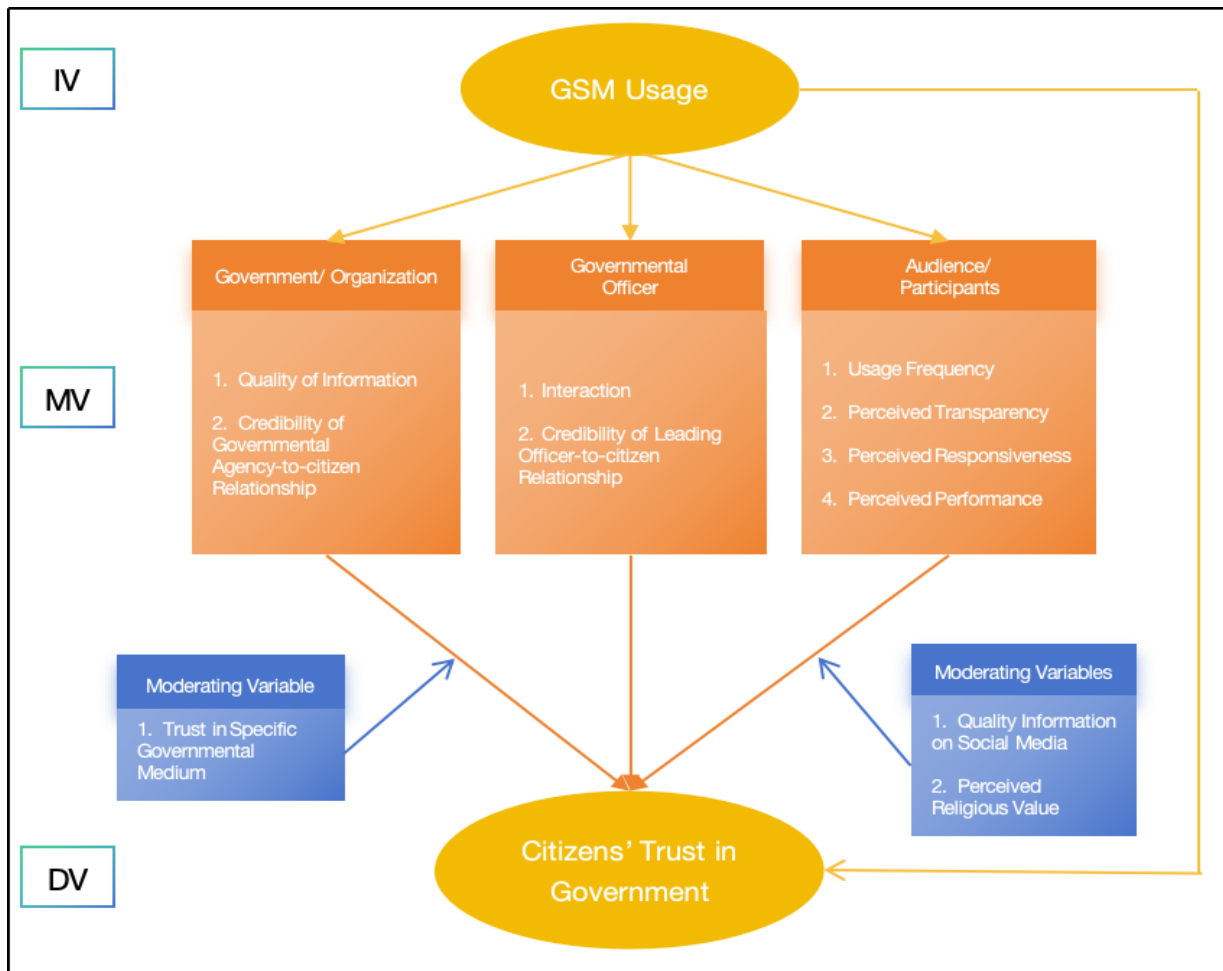 IV
GSM Usage
Government/ Organization
Governmental
Officer
Audience/
Participants
MV
1. Quality of Information
2. Credibility of
Governmental
Agency-to-citizen
Relationship
1. Interaction
2. Credibility of Leading
Officer-to-citizen
Relationship
1. Usage Frequency
2. Perceived Transparency
3. Perceived Responsiveness
4. Perceived Performance
Moderating Variable
1. Trust in Specific
Governmental
Medium
Moderating Variables
1. Quality Information
on Social Media
2. Perceived
Religious Value
DV
Citizens’ Trust in
Government